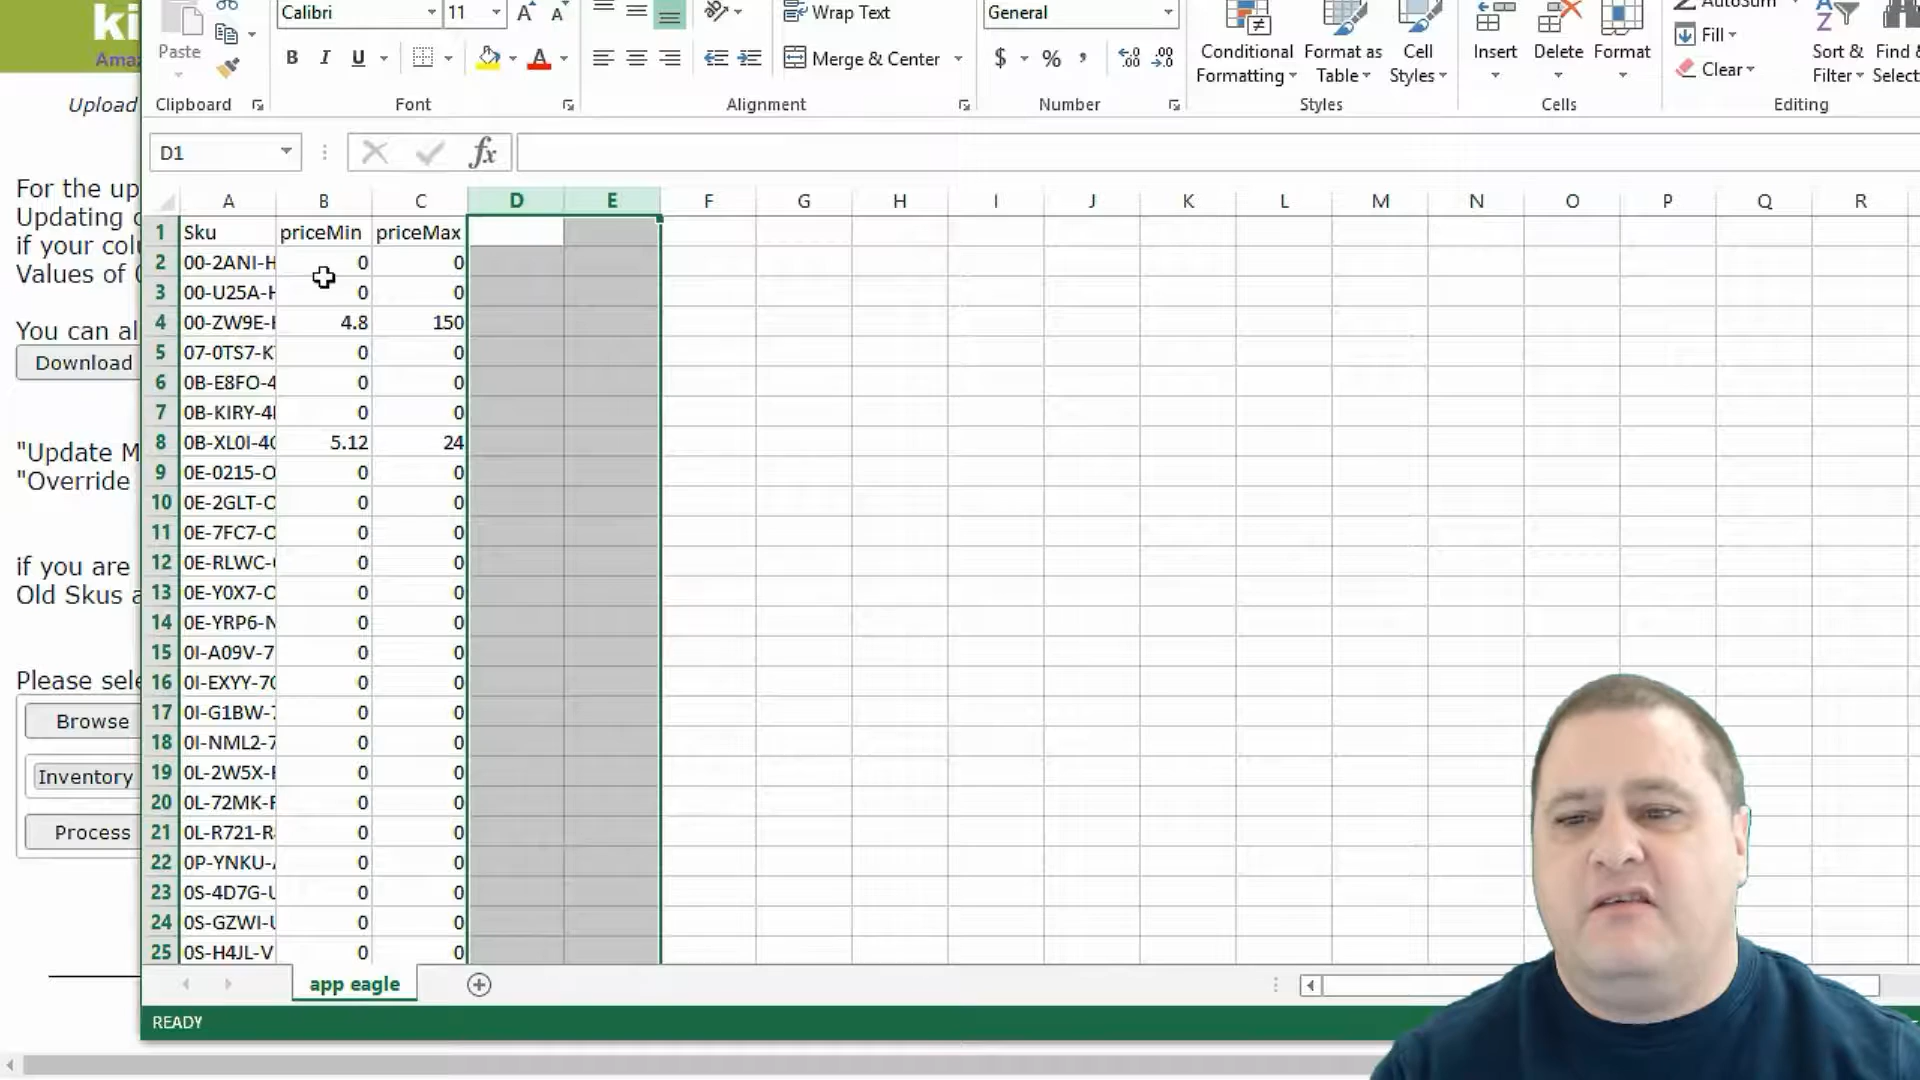 ki
Amaz
Upload
For the up
Updating
if your colu
Values of
You can al
Download
"Update M
"Override
if you are
Old Skus a
Please sele
Browse
Inventory
Process
Paste
Clipboard
Calibri 11
B I U
Font
Wrap Text
Merge & Center
Alignment
General
$ % ,
Number
Conditional Formatting
Format as Table
Cell Styles
Styles
Insert
Delete
Format
Cells
AutoSum
Fill
Clear
Sort & Filter
Find & Select
Editing
D1
fx
A B C D E F G H I J K L M N O P Q R
1 Sku priceMin priceMax
2 00-2ANI-H 0 0
3 00-U25A-H 0 0
4 00-ZW9E- 4.8 150
5 07-0TS7-K 0 0
6 0B-E8FO-4 0 0
7 0B-KIRY-4 0 0
8 0B-XL0I-4 5.12 24
9 0E-0215-O 0 0
10 0E-2GLT- 0 0
11 0E-7FC7- 0 0
12 0E-RLWC- 0 0
13 0E-Y0X7- 0 0
14 0E-YRP6-N 0 0
15 0I-A09V-7 0 0
16 0I-EXYY-7 0 0
17 0I-G1BW- 0 0
18 0I-NML2-7 0 0
19 0L-2W5X- 0 0
20 0L-72MK- 0 0
21 0L-R721-R 0 0
22 0P-YNKU- 0 0
23 0S-4D7G- 0 0
24 0S-GZWI- 0 0
25 0S-H4JL-V 0 0
app eagle
READY